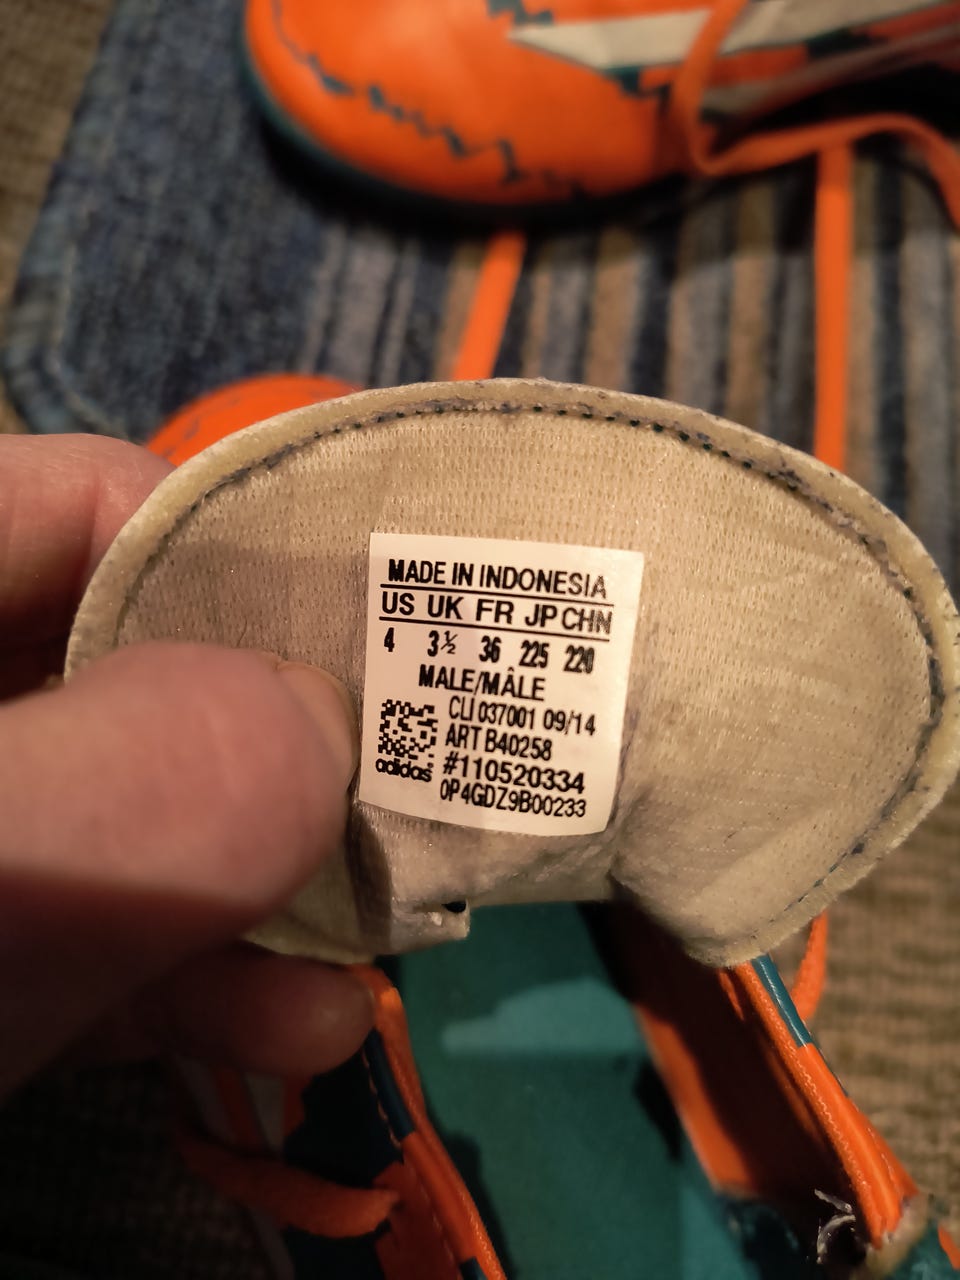 MADE IN INDONESIA
US UK FR JP CHN
4 3½ 36 225 220
MALE/MÂLE
CLI 037001 09/14
ART B40258
#110520334
adidas
0P4GDZ9B00233